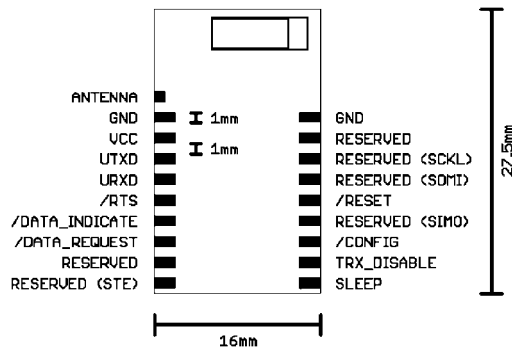 ANTENNA
GND
VCC
UTXD
URXD
/RTS
/DATA_INDICATE
/DATA_REQUEST
RESERVED
RESERVED (STE)
1mm
1mm
GND
RESERVED
RESERVED (SCKL)
RESERVED (SOMI)
/RESET
RESERVED (SIMO)
/CONFIG
TRX_DISABLE
SLEEP
27.5mm
16mm